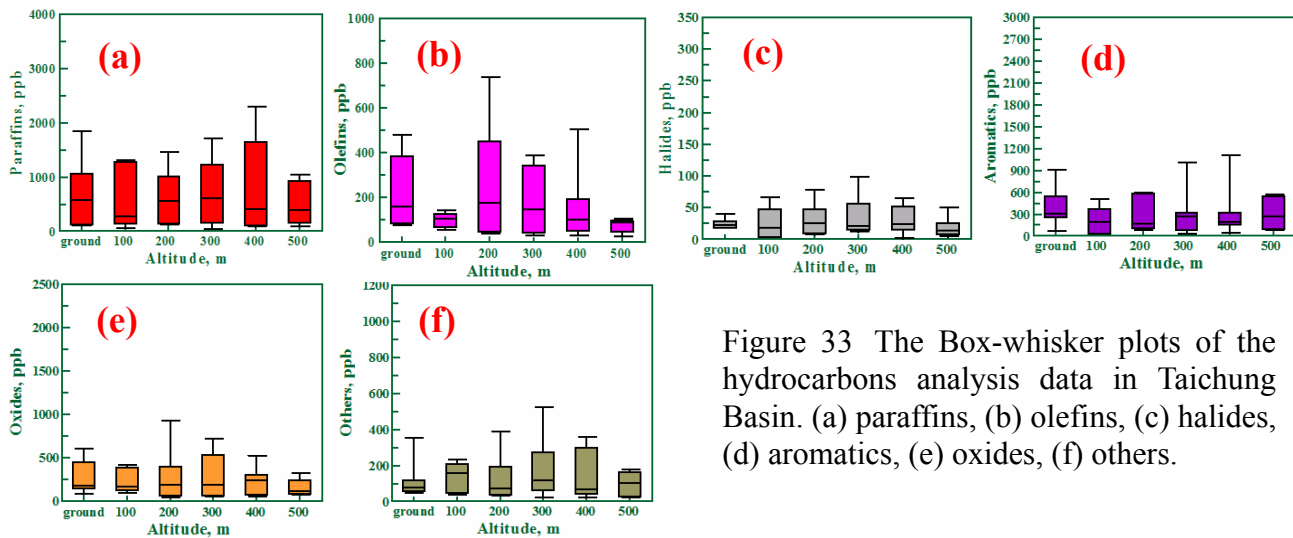 (a)
Paraffins, ppb
4000
3000
2000
1000
0
ground 100 200 300 400 500
Altitude, m
(b)
Olefins, ppb
1000
800
600
400
200
0
ground 100 200 300 400 500
Altitude, m
(c)
Halides, ppb
350
300
250
200
150
100
50
0
ground 100 200 300 400 500
Altitude, m
(d)
Aromatics, ppb
3000
2700
2400
2100
1800
1500
1200
900
600
300
0
ground 100 200 300 400 500
Altitude, m
(e)
Oxides, ppb
2500
2000
1500
1000
500
0
ground 100 200 300 400 500
Altitude, m
(f)
Others, ppb
1200
1000
800
600
400
200
0
ground 100 200 300 400 500
Altitude, m
Figure 33 The Box-whisker plots of the
hydrocarbons analysis data in Taichung
Basin. (a) paraffins, (b) olefins, (c) halides,
(d) aromatics, (e) oxides, (f) others.